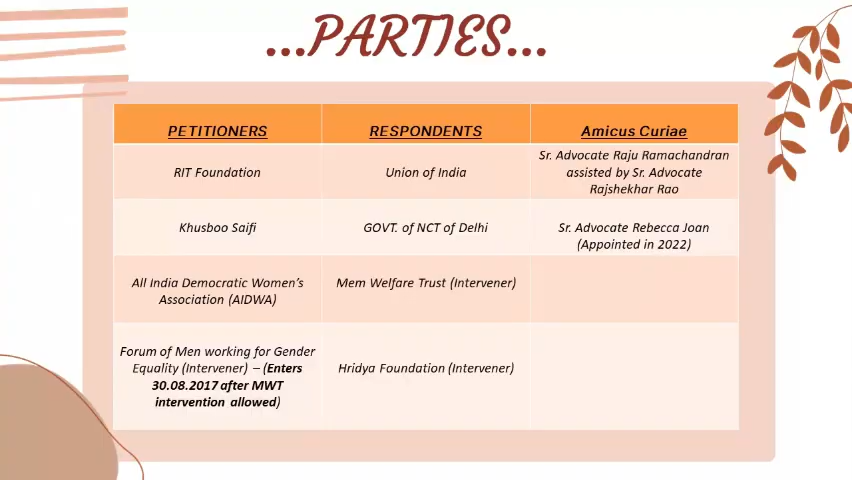 ...PARTIES...
PETITIONERS
RESPONDENTS
Amicus Curiae
RIT Foundation
Union of India
Sr. Advocate Raju Ramachandran
assisted by Sr. Advocate
Rajshekhar Rao
Khusboo Saifi
GOVT. of NCT of Delhi
Sr. Advocate Rebecca Joan
(Appointed in 2022)
All India Democratic Women’s
Association (AIDWA)
Mem Welfare Trust (Intervener)
Forum of Men working for Gender
Equality (Intervener) – (Enters
30.08.2017 after MWT
intervention allowed)
Hridya Foundation (Intervener)